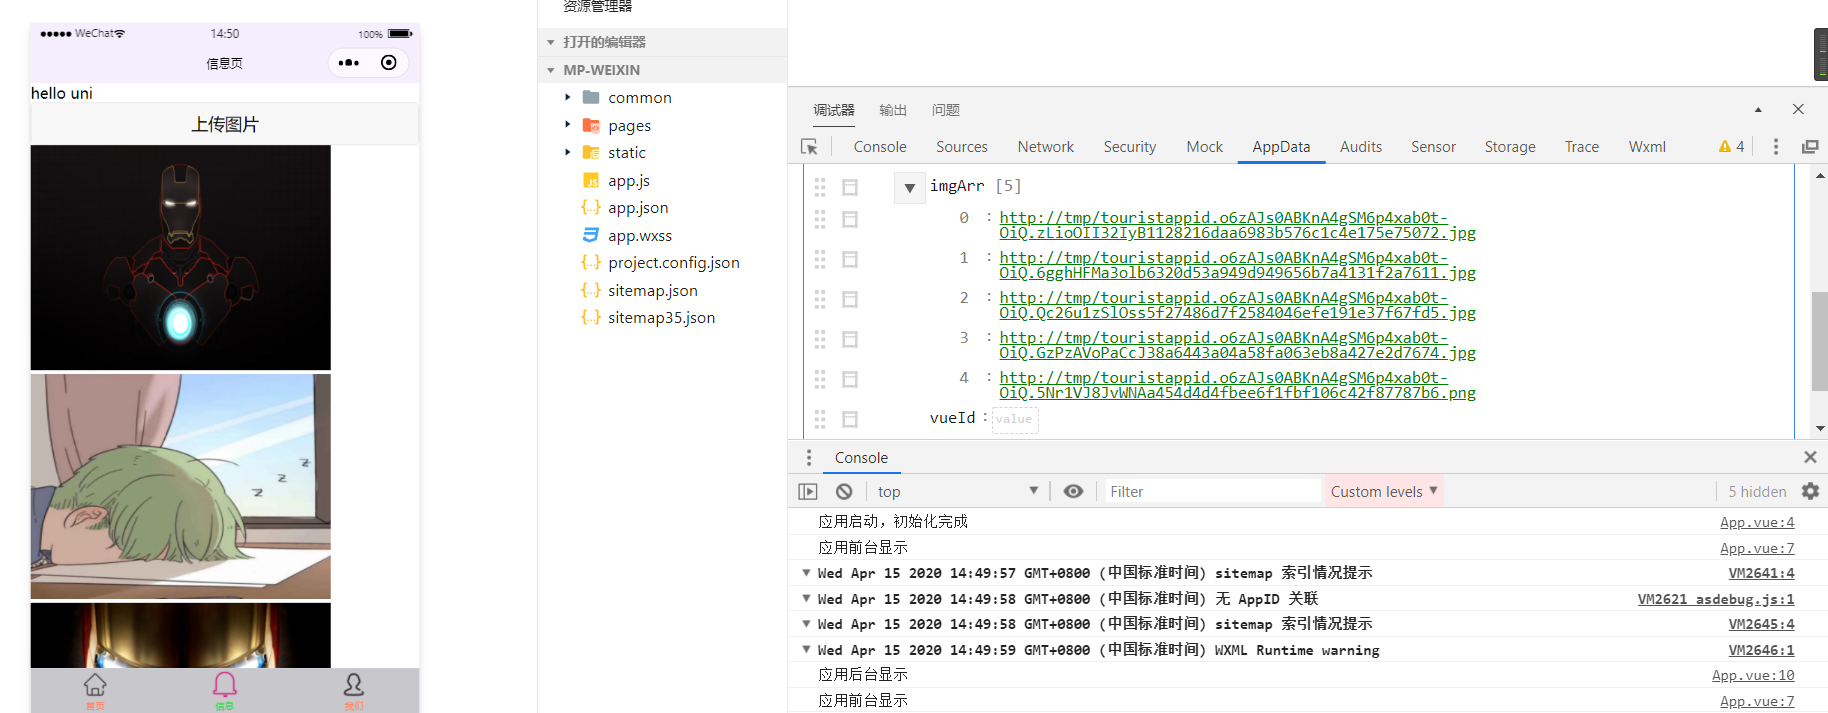 WeChat
14:50
100%
信息页
hello uni
上传图片
首页
信息
我们
资源管理器
打开的编辑器
MP-WEIXIN
common
pages
static
app.js
app.json
app.wxss
project.config.json
sitemap.json
sitemap35.json
调试器 输出 问题
Console Sources Network Security Mock AppData Audits Sensor Storage Trace Wxml 4
imgArr [5]
0 : http://tmp/touristappid.o6zAJs0ABKnA4gSM6p4xab0t-
OiQ.zLioOII32IyB1128216daa6983b576c1c4e175e75072.jpg
1 : http://tmp/touristappid.o6zAJs0ABKnA4gSM6p4xab0t-
OiQ.6gghHFMa3olb6320d53a949d949656b7a4131f2a7611.jpg
2 : http://tmp/touristappid.o6zAJs0ABKnA4gSM6p4xab0t-
OiQ.Qc26u1zSlOss5f27486d7f2584046efe191e37f67fd5.jpg
3 : http://tmp/touristappid.o6zAJs0ABKnA4gSM6p4xab0t-
OiQ.GzPzAVoPaCcJ38a6443a04a58fa063eb8a427e2d7674.jpg
4 : http://tmp/touristappid.o6zAJs0ABKnA4gSM6p4xab0t-
OiQ.5Nr1VJ8JvWNAa454d4d4fbee6f1fbf106c42f87787b6.png
vueId : value
Console
top Filter Custom levels 5 hidden
应用启动，初始化完成 App.vue:4
应用前台显示 App.vue:7
Wed Apr 15 2020 14:49:57 GMT+0800 (中国标准时间) sitemap 索引情况提示 VM2641:4
Wed Apr 15 2020 14:49:58 GMT+0800 (中国标准时间) 无 AppID 关联 VM2621 asdebug.js:1
Wed Apr 15 2020 14:49:58 GMT+0800 (中国标准时间) sitemap 索引情况提示 VM2645:4
Wed Apr 15 2020 14:49:59 GMT+0800 (中国标准时间) WXML Runtime warning VM2646:1
应用后台显示 App.vue:10
应用前台显示 App.vue:7